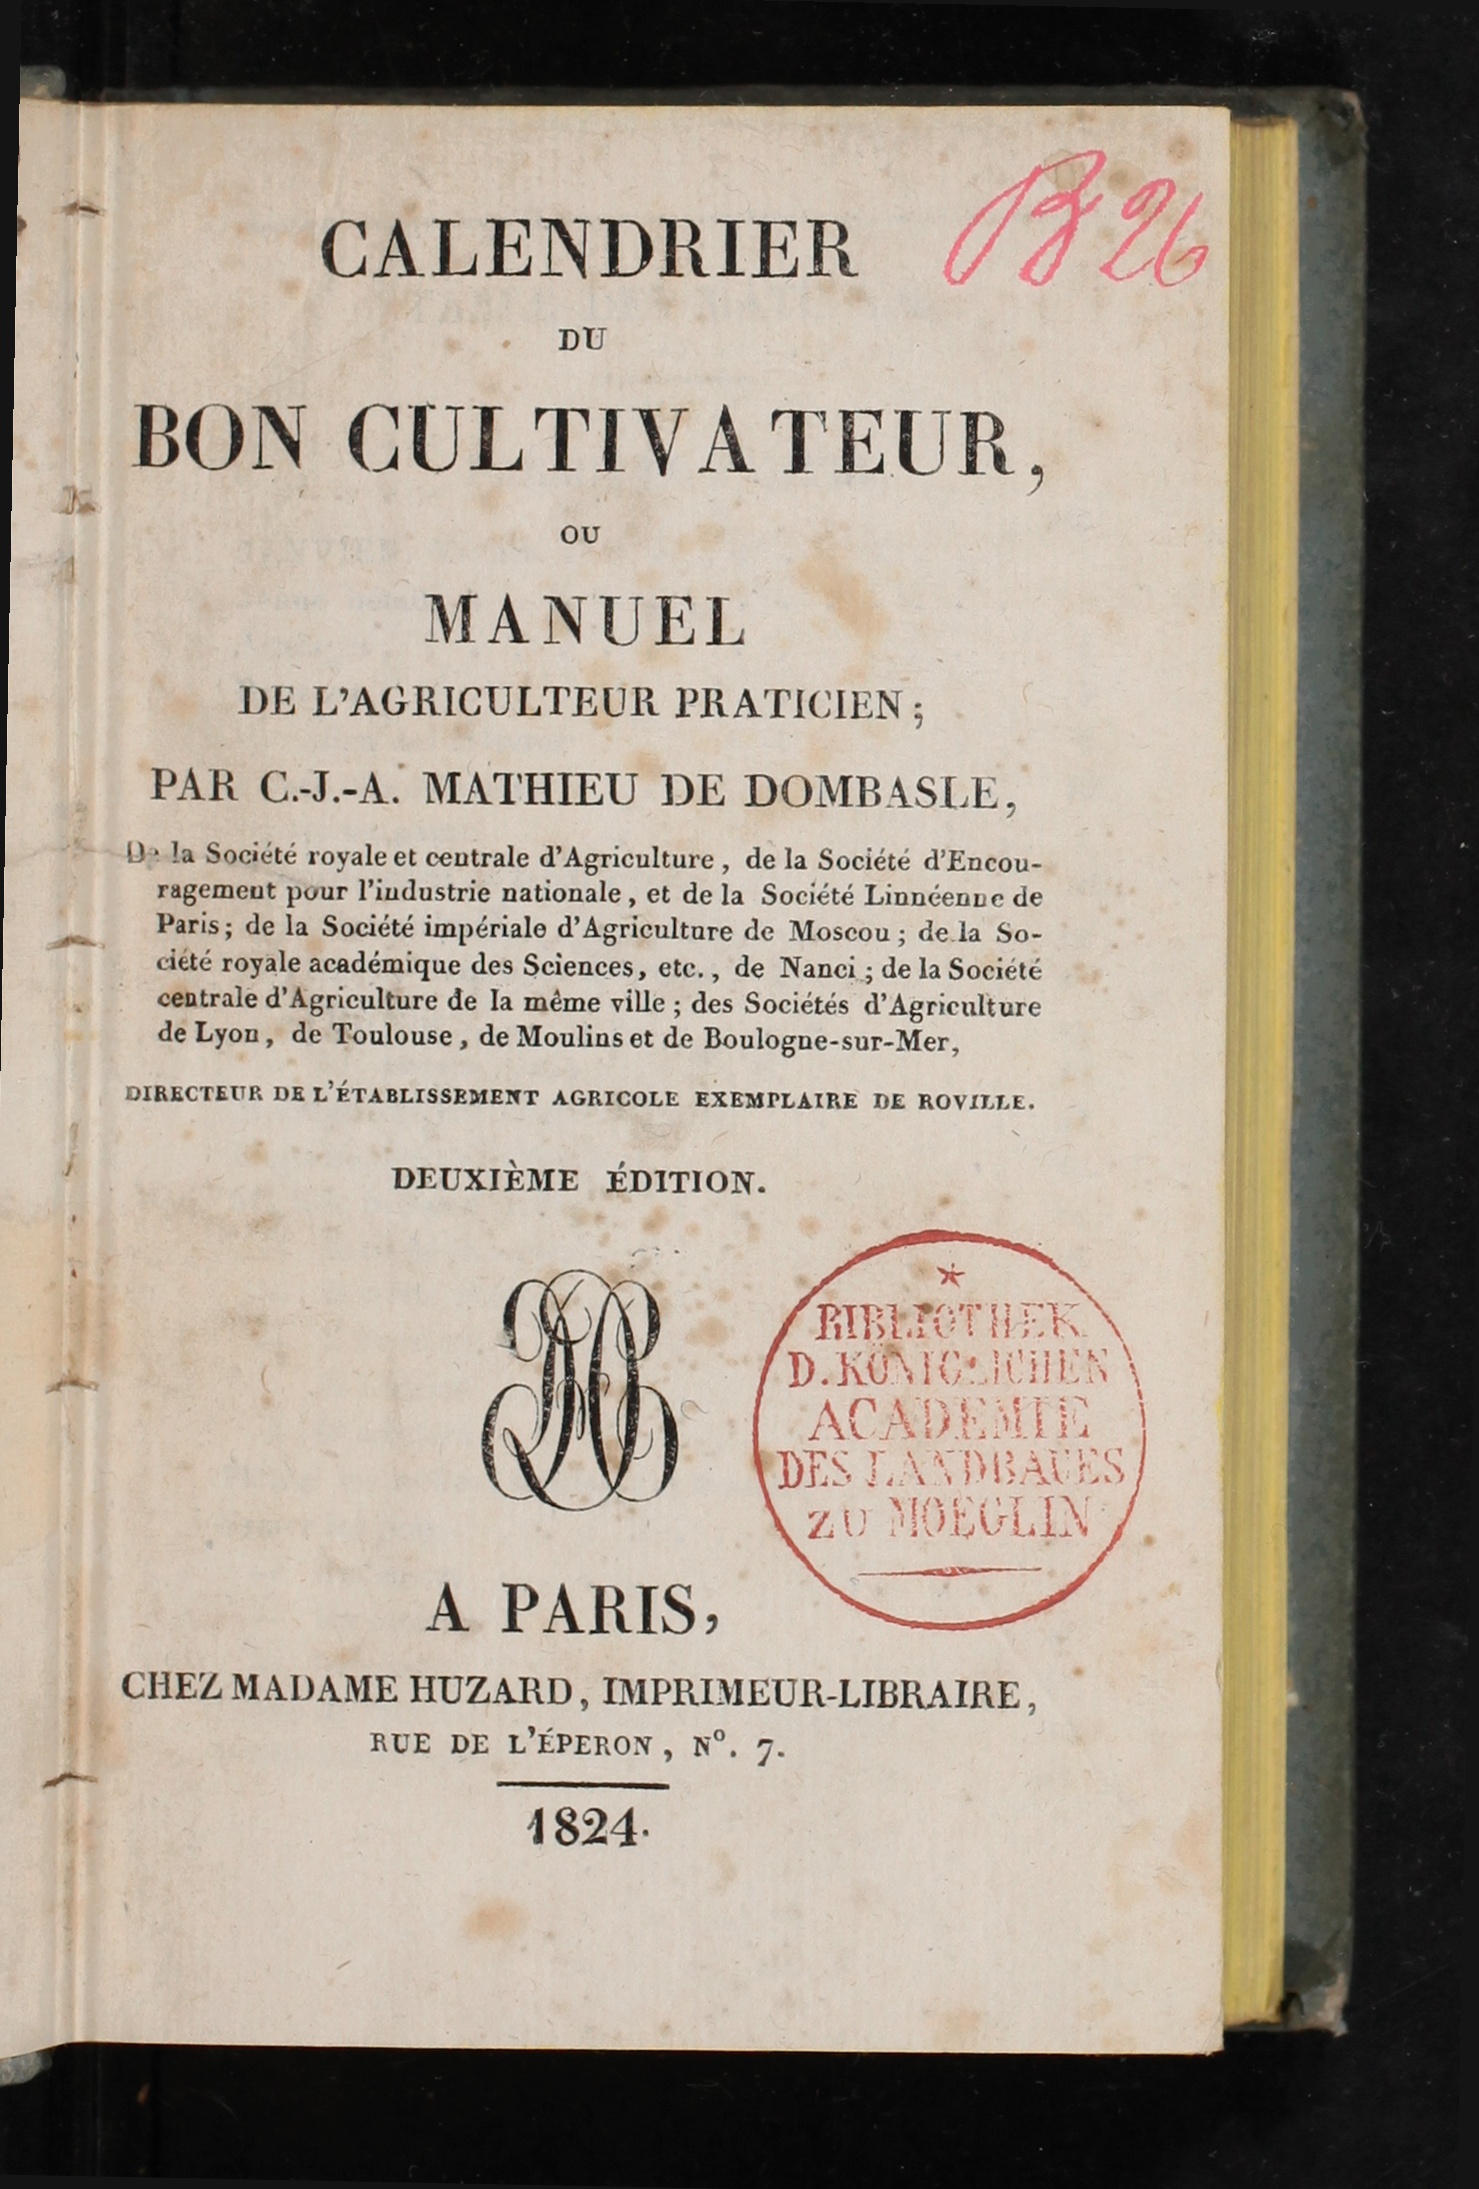 B 26
CALENDRIER
DU
BON CULTIVATEUR,
OU
MANUEL
DE L'AGRICULTEUR PRATICIEN;
PAR C.-J.-A. MATHIEU DE DOMBASLE,
De la Société royale et centrale d'Agriculture, de la Société d'Encou-
ragement pour l'industrie nationale, et de la Société Linnéenne de
Paris; de la Société impériale d'Agriculture de Moscou; de la So-
ciété royale académique des Sciences, etc., de Nanci; de la Société
centrale d'Agriculture de la même ville; des Sociétés d'Agriculture
de Lyon, de Toulouse, de Moulins et de Boulogne-sur-Mer,
DIRECTEUR DE L'ÉTABLISSEMENT AGRICOLE EXEMPLAIRE DE ROVILLE.
DEUXIÈME ÉDITION.
BIBLIOTHEK
D. KÖNIGLICHEN
ACADEMIE
DES LANDBAUES
ZU MOEGLIN
A PARIS,
CHEZ MADAME HUZARD, IMPRIMEUR-LIBRAIRE,
RUE DE L'ÉPERON, N°. 7.
1824.